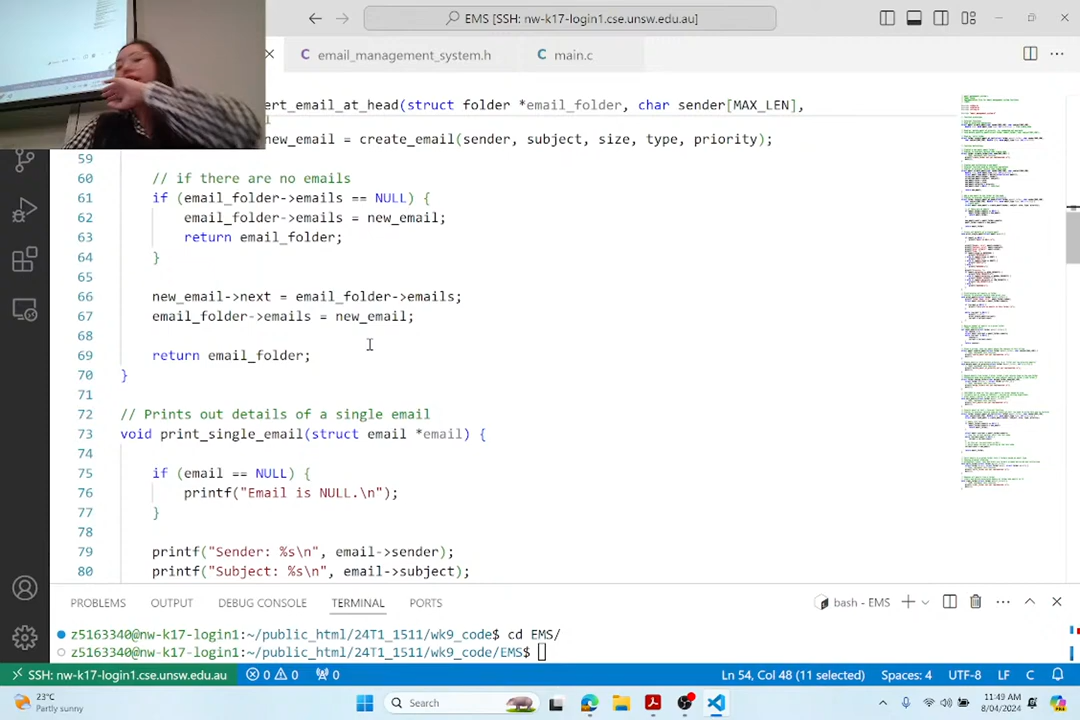 EMS [SSH: nw-k17-login1.cse.unsw.edu.au]
C email_management_system.h
C main.c
ert_email_at_head(struct folder *email_folder, char sender[MAX_LEN],
new_email = create_email(sender, subject, size, type, priority);
59
60 // if there are no emails
61 if (email_folder->emails == NULL) {
62 email_folder->emails = new_email;
63 return email_folder;
64 }
65
66 new_email->next = email_folder->emails;
67 email_folder->emails = new_email;
68
69 return email_folder;
70 }
71
72 // Prints out details of a single email
73 void print_single_email(struct email *email) {
74
75 if (email == NULL) {
76 printf("Email is NULL.\n");
77 }
78
79 printf("Sender: %s\n", email->sender);
80 printf("Subject: %s\n", email->subject);
PROBLEMS OUTPUT DEBUG CONSOLE TERMINAL PORTS
bash - EMS
z5163340@nw-k17-login1:~/public_html/24T1_1511/wk9_code$ cd EMS/
z5163340@nw-k17-login1:~/public_html/24T1_1511/wk9_code/EMS$
SSH: nw-k17-login1.cse.unsw.edu.au 0 0 0 Ln 54, Col 48 (11 selected) Spaces: 4 UTF-8 LF C
23°C
Partly sunny
Search
11:49 AM
8/04/2024